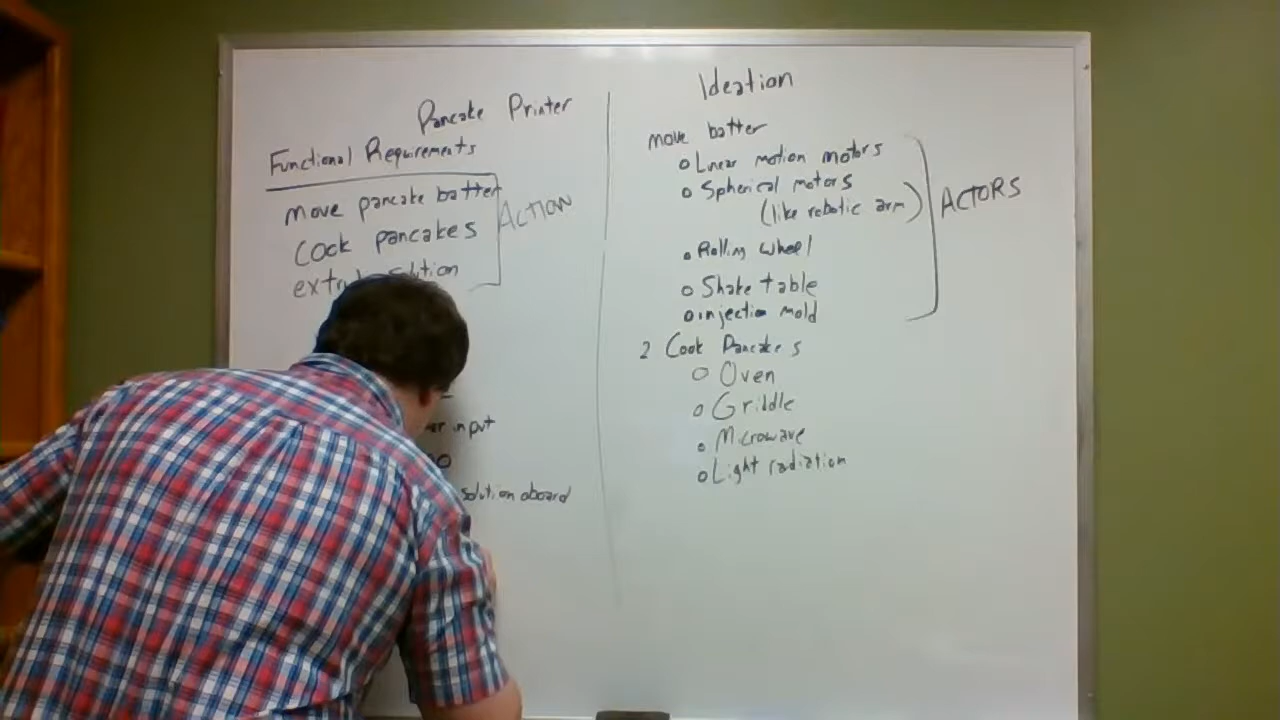 Pancake Printer
Functional Requirements
move pancake batter
Cook pancakes
ACTION
input
solution aboard
Ideation
move batter
o Linear motion motors
o Spherical motors
(like robotic arm)
o Rolling wheel
o Shake table
o injection mold
ACTORS
2 Cook Pancakes
o Oven
o Griddle
o Microwave
o Light radiation